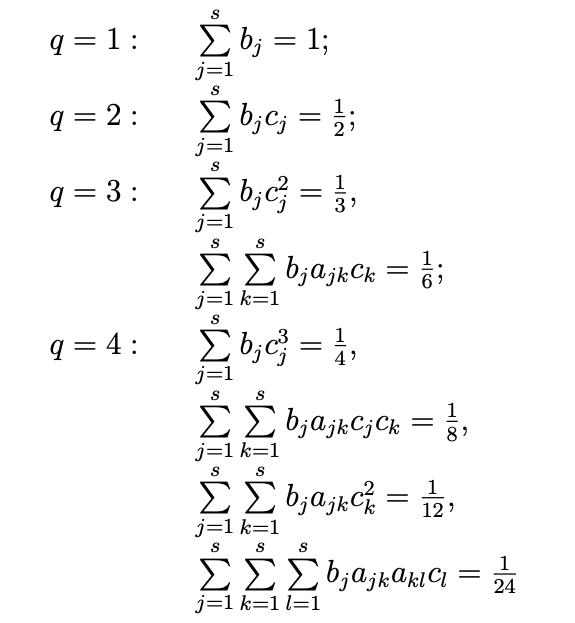 q = 1 : \sum_{j=1}^{s} b_j = 1;
q = 2 : \sum_{j=1}^{s} b_j c_j = \frac{1}{2};
q = 3 : \sum_{j=1}^{s} b_j c_j^2 = \frac{1}{3},
\sum_{j=1}^{s} \sum_{k=1}^{s} b_j a_{jk} c_k = \frac{1}{6};
q = 4 : \sum_{j=1}^{s} b_j c_j^3 = \frac{1}{4},
\sum_{j=1}^{s} \sum_{k=1}^{s} b_j a_{jk} c_j c_k = \frac{1}{8},
\sum_{j=1}^{s} \sum_{k=1}^{s} b_j a_{jk} c_k^2 = \frac{1}{12},
\sum_{j=1}^{s} \sum_{k=1}^{s} \sum_{l=1}^{s} b_j a_{jk} a_{kl} c_l = \frac{1}{24}